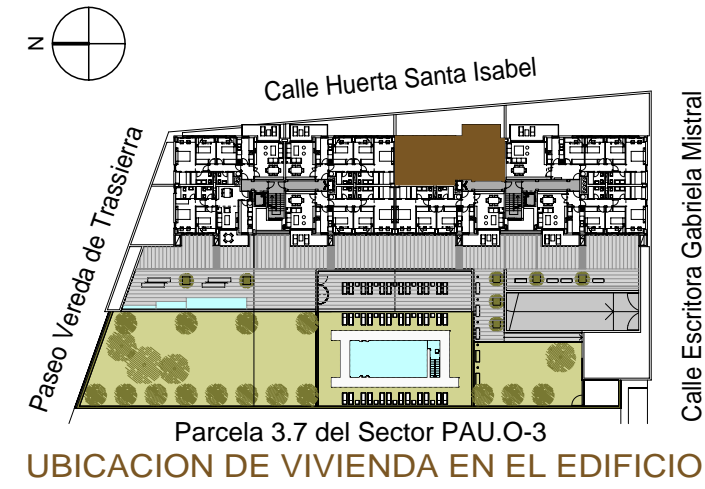 N
Calle Huerta Santa Isabel
Paseo Vereda de Trassierra
Calle Escritora Gabriela Mistral
Parcela 3.7 del Sector PAU.O-3
UBICACION DE VIVIENDA EN EL EDIFICIO